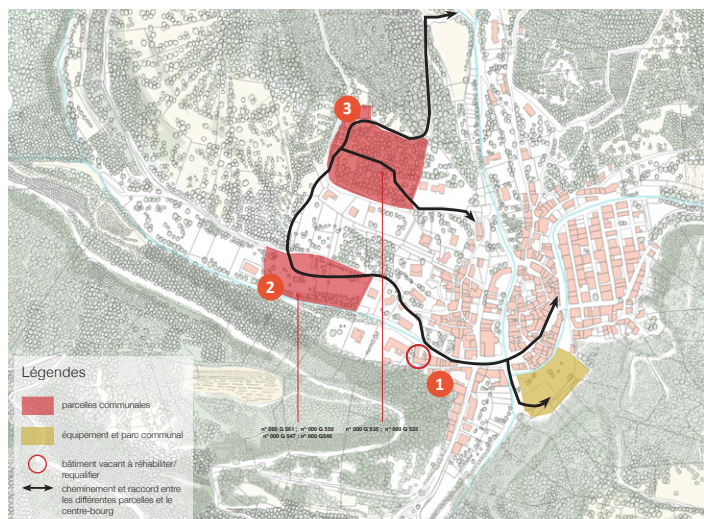 3
2
1
n° 000 G 561 ; n° 000 G 550
n° 000 G 547 ; n° 000 G546
n° 000 G 535 ; n° 000 G 533
Légendes
parcelles communales
équipement et parc communal
bâtiment vacant à réhabiliter/
requalifier
cheminement et raccord entre
les différentes parcelles et le
centre-bourg